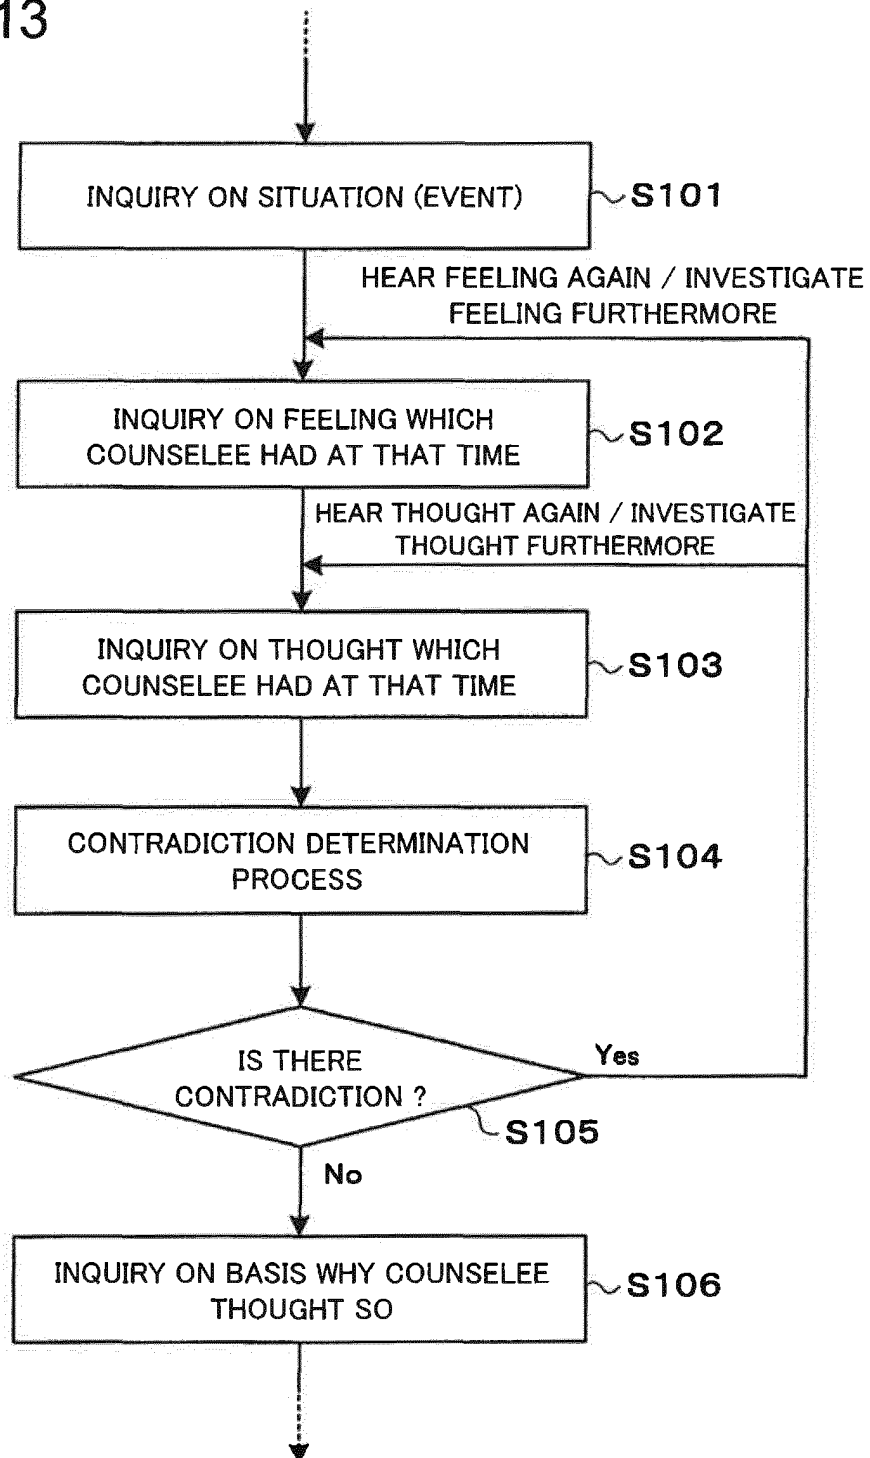 13
INQUIRY ON SITUATION (EVENT)
S101
HEAR FEELING AGAIN / INVESTIGATE
FEELING FURTHERMORE
INQUIRY ON FEELING WHICH
COUNSELEE HAD AT THAT TIME
S102
HEAR THOUGHT AGAIN / INVESTIGATE
THOUGHT FURTHERMORE
INQUIRY ON THOUGHT WHICH
COUNSELEE HAD AT THAT TIME
S103
CONTRADICTION DETERMINATION
PROCESS
S104
IS THERE
CONTRADICTION ?
Yes
S105
No
INQUIRY ON BASIS WHY COUNSELEE
THOUGHT SO
S106